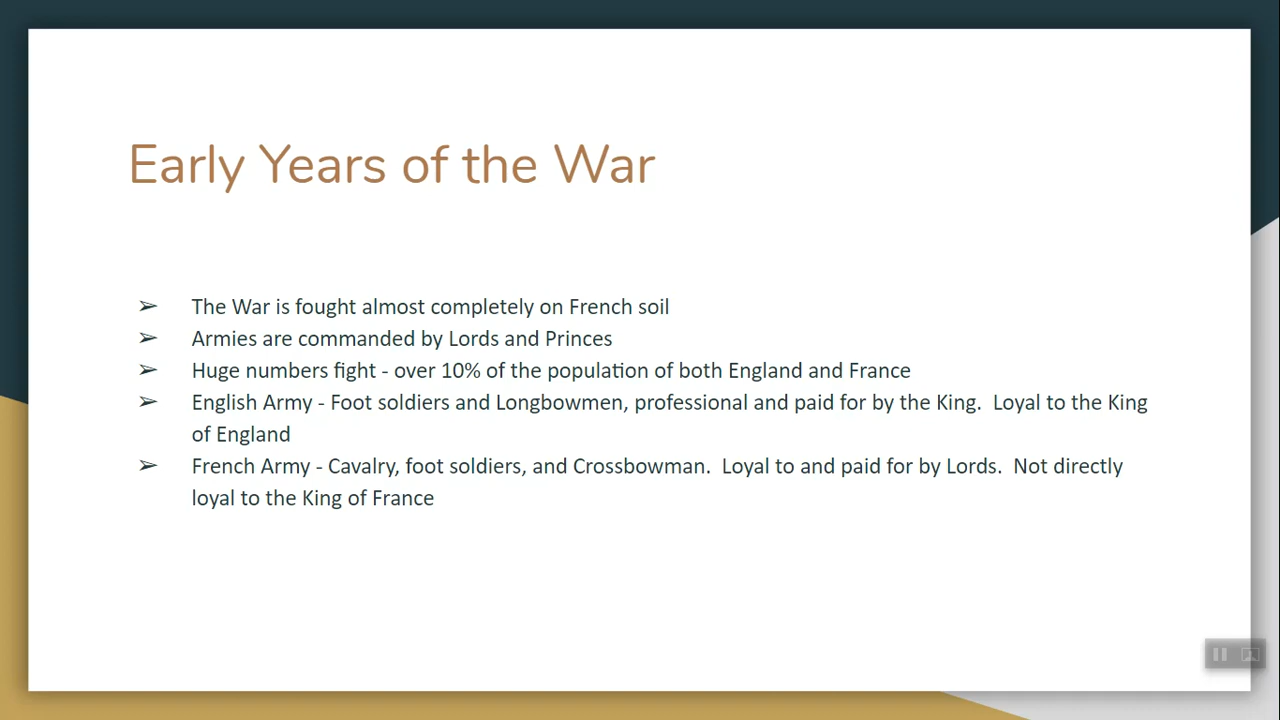 Early Years of the War
➢ The War is fought almost completely on French soil
➢ Armies are commanded by Lords and Princes
➢ Huge numbers fight - over 10% of the population of both England and France
➢ English Army - Foot soldiers and Longbowmen, professional and paid for by the King.  Loyal to the King
of England
➢ French Army - Cavalry, foot soldiers, and Crossbowman.  Loyal to and paid for by Lords.  Not directly
loyal to the King of France